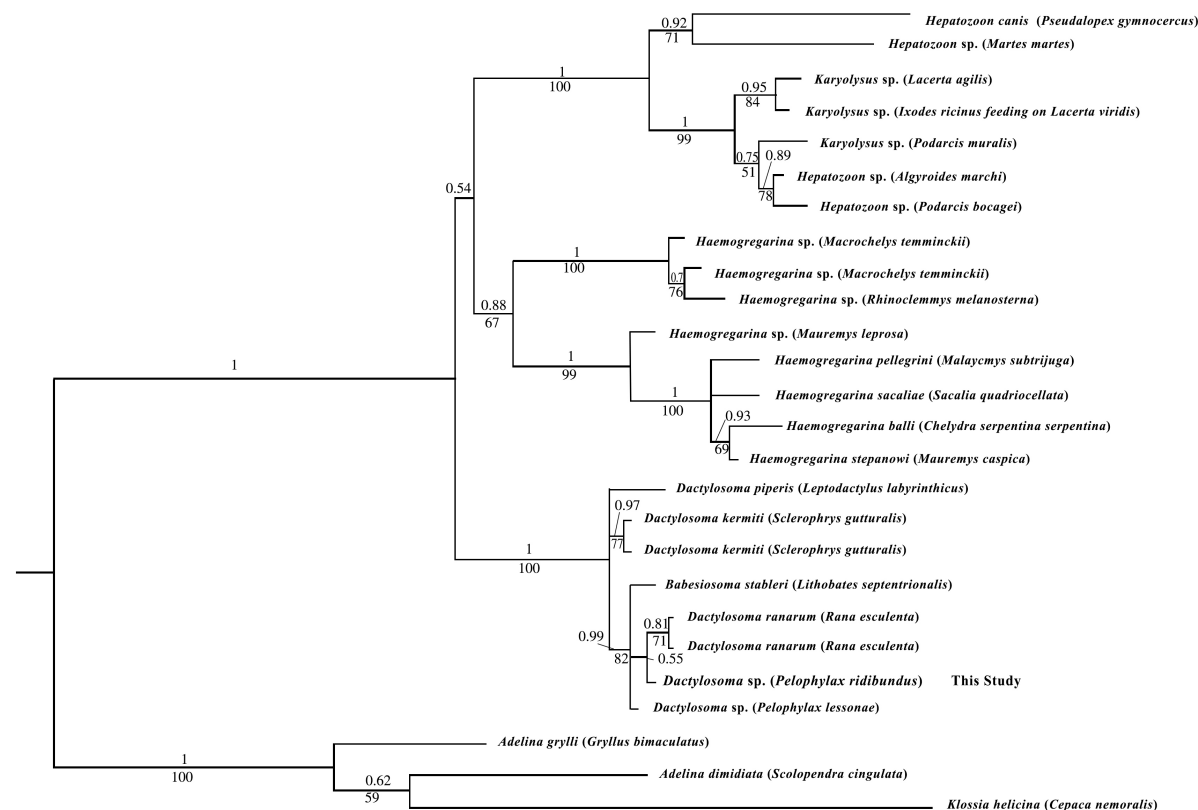 0.92
Hepatozoon canis (Pseudalopex gymnocercus)
71
Hepatozoon sp. (Martes martes)
1
100
0.95
Karyolysus sp. (Lacerta agilis)
84
Karyolysus sp. (Ixodes ricinus feeding on Lacerta viridis)
1
99
Karyolysus sp. (Podarcis muralis)
0.75
0.89
51
Hepatozoon sp. (Algyroides marchi)
78
Hepatozoon sp. (Podarcis bocagei)
0.54
Haemogregarina sp. (Macrochelys temminckii)
1
100
Haemogregarina sp. (Macrochelys temminckii)
0.7
76
Haemogregarina sp. (Rhinoclemmys melanosterna)
0.88
67
Haemogregarina sp. (Mauremys leprosa)
1
99
Haemogregarina pellegrini (Malaycmys subtrijuga)
1
Haemogregarina sacaliae (Sacalia quadriocellata)
1
100
0.93
Haemogregarina balli (Chelydra serpentina serpentina)
69
Haemogregarina stepanowi (Mauremys caspica)
Dactylosoma piperis (Leptodactylus labyrinthicus)
0.97
Dactylosoma kermiti (Sclerophrys gutturalis)
77
Dactylosoma kermiti (Sclerophrys gutturalis)
1
100
Babesiosoma stableri (Lithobates septentrionalis)
Dactylosoma ranarum (Rana esculenta)
0.81
0.99
71
Dactylosoma ranarum (Rana esculenta)
82
0.55
Dactylosoma sp. (Pelophylax ridibundus) This Study
Dactylosoma sp. (Pelophylax lessonae)
Adelina grylli (Gryllus bimaculatus)
1
100
0.62
Adelina dimidiata (Scolopendra cingulata)
59
Klossia helicina (Cepaca nemoralis)